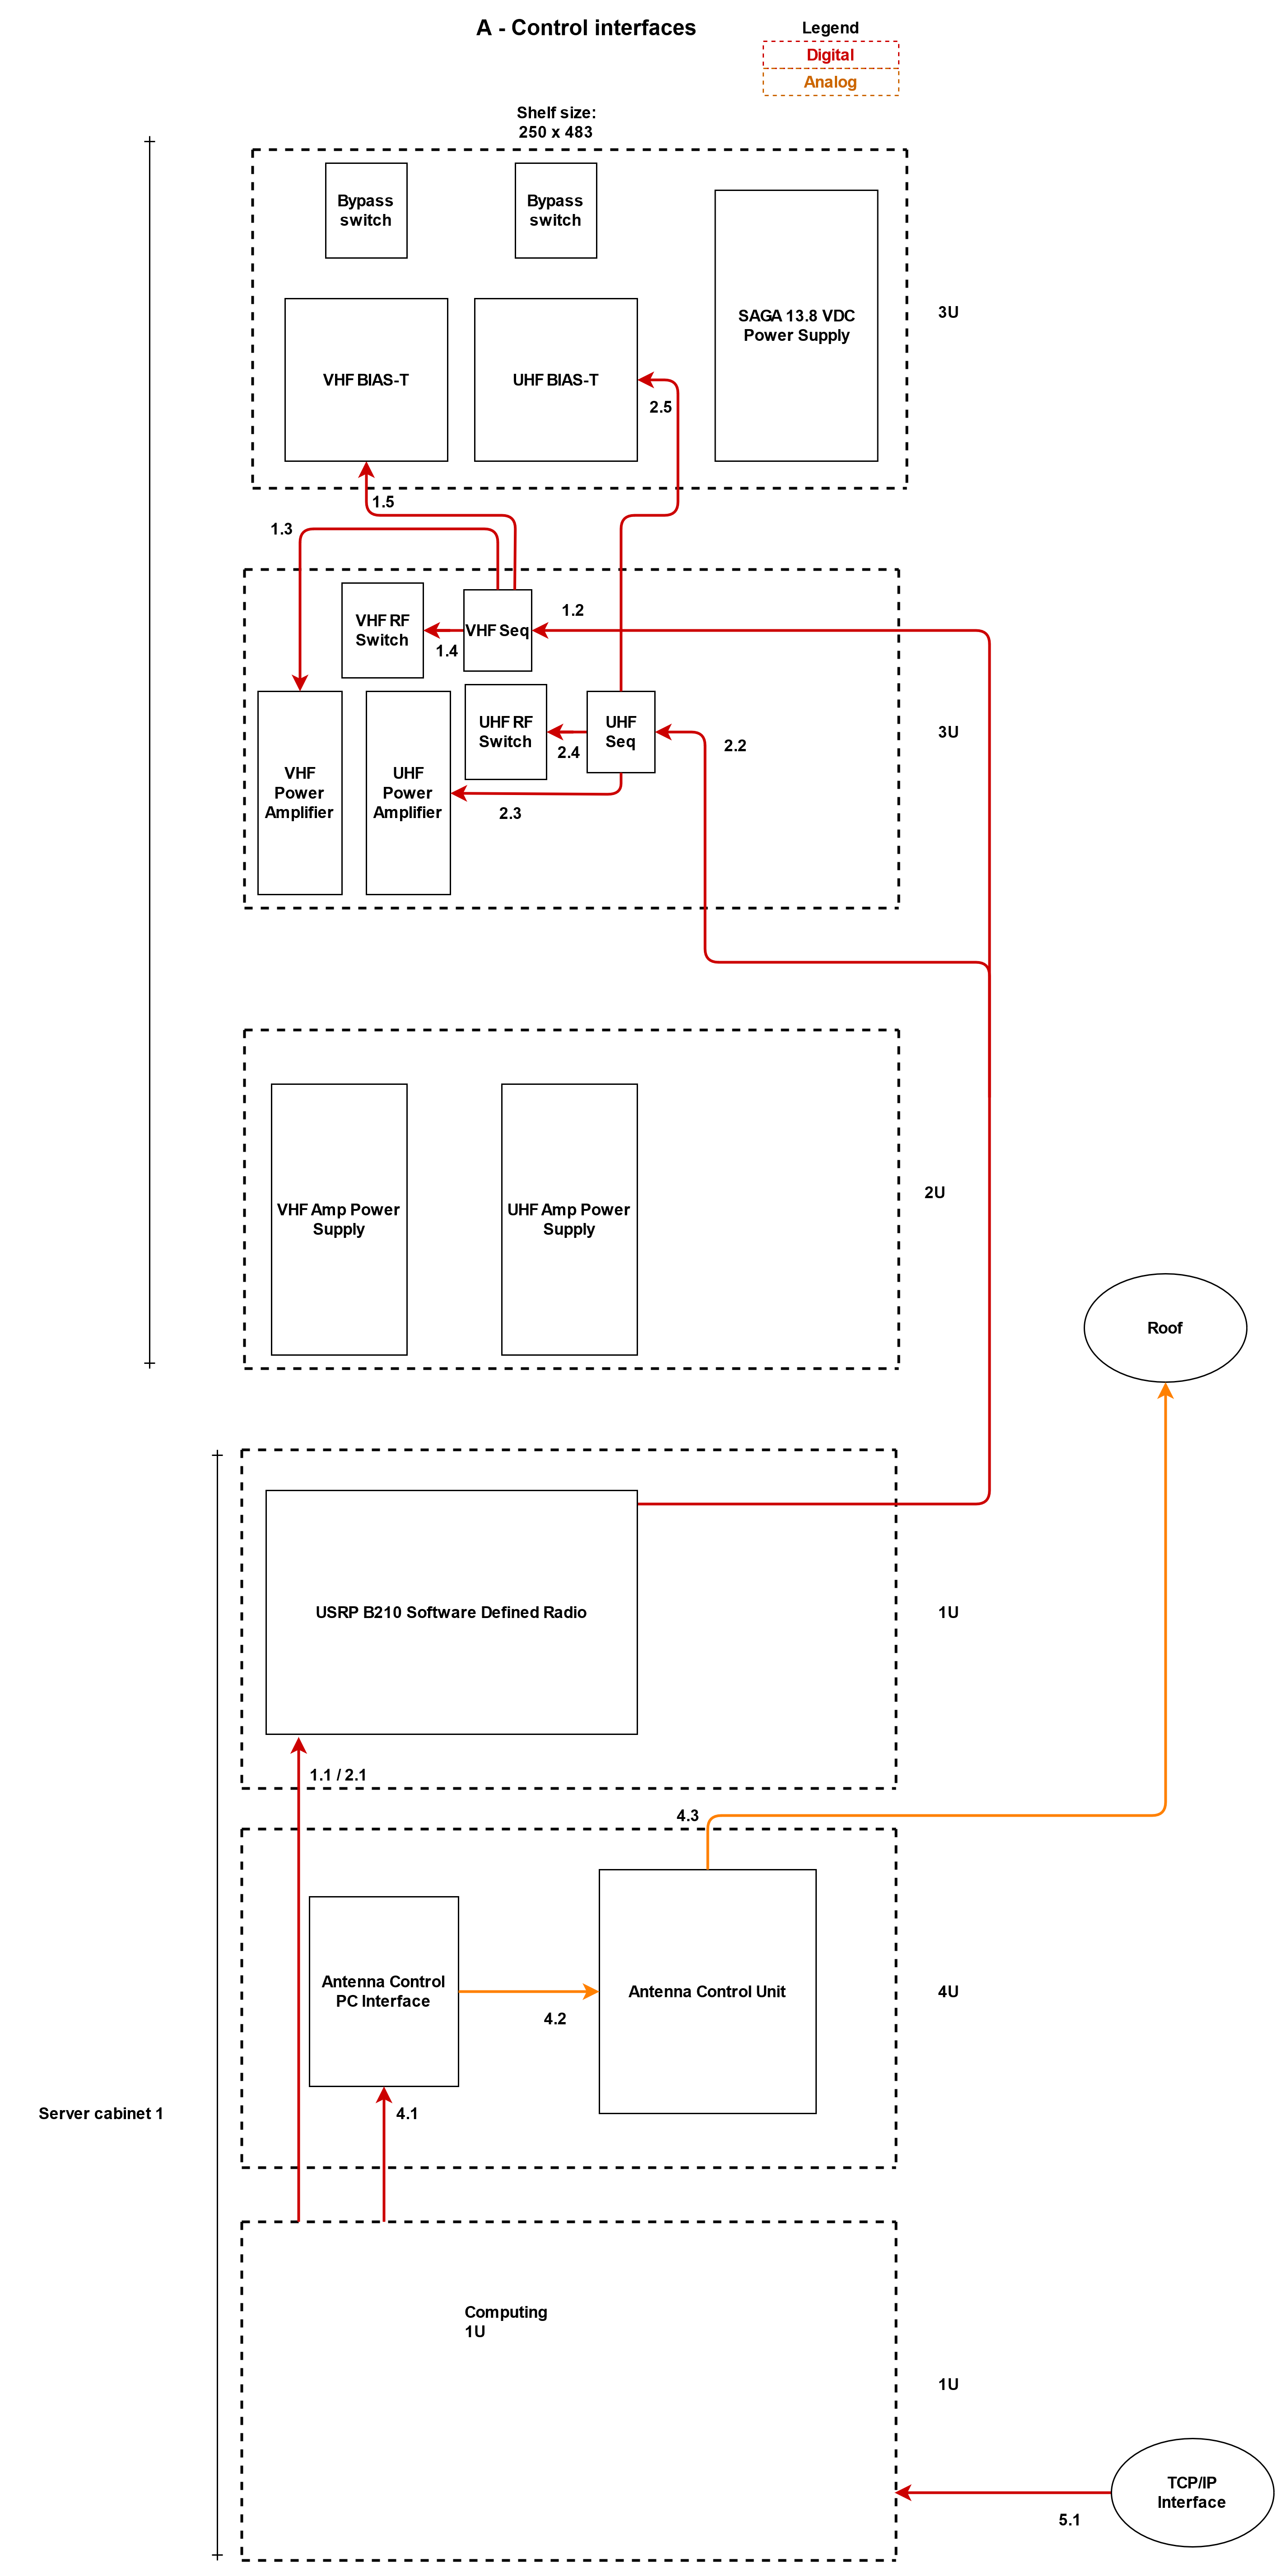 A - Control interfaces
Legend
Digital
Analog
Shelf size:
250 x 483
Bypass
switch
Bypass
switch
SAGA 13.8 VDC
Power Supply
3U
VHF BIAS-T
UHF BIAS-T
2.5
1.5
1.3
1.2
VHF RF
Switch
VHF Seq
1.4
UHF RF
Switch
UHF
Seq
2.4
2.2
3U
VHF
Power
Amplifier
UHF
Power
Amplifier
2.3
2U
VHF Amp Power
Supply
UHF Amp Power
Supply
Roof
USRP B210 Software Defined Radio
1U
1.1 / 2.1
4.3
Antenna Control
PC Interface
Antenna Control Unit
4U
4.2
4.1
Server cabinet 1
Computing
1U
1U
TCP/IP
Interface
5.1